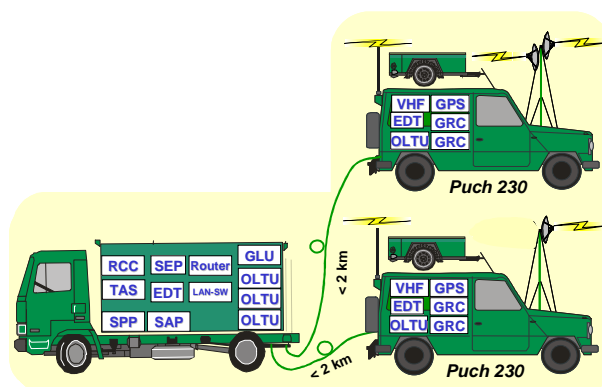 VHF GPS
EDT GRC
OLTU GRC
Puch 230
RCC SEP Router GLU
TAS EDT LAN-SW OLTU
OLTU
SPP SAP OLTU
< 2 km
< 2 km
VHF GPS
EDT GRC
OLTU GRC
Puch 230